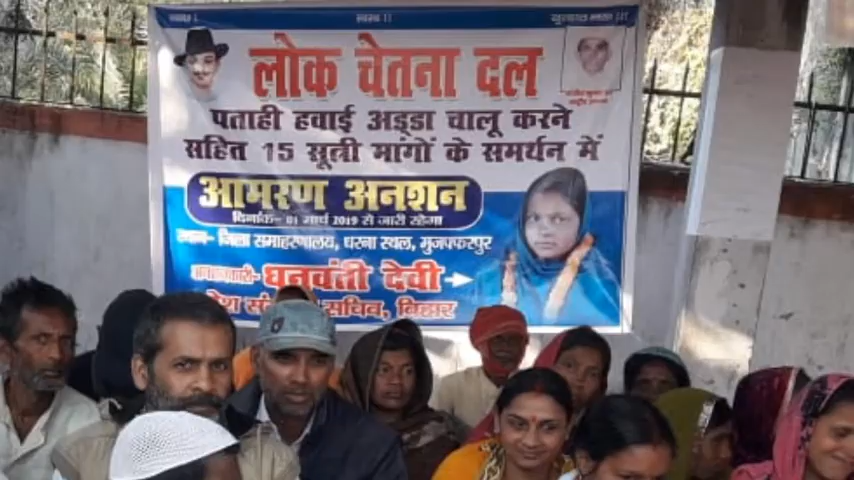 लोक चेतना दल
पताही हवाई अड्डा चालू करने
सहित 15 सूत्री मांगों के समर्थन में
आमरण अनशन
दिनांक- 01 मार्च 2019 से जारी रहेगा
स्थान- जिला समाहरणालय, धरना स्थल, मुजफ्फरपुर
धनवंती देवी
सचिव, बिहार